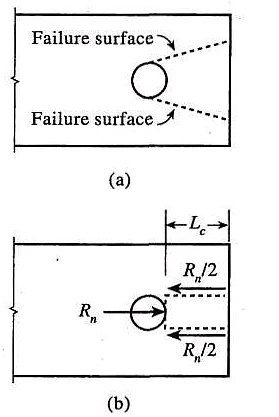 Failure surface
Failure surface
(a)
L_c
R_n/2
R_n
R_n/2
(b)